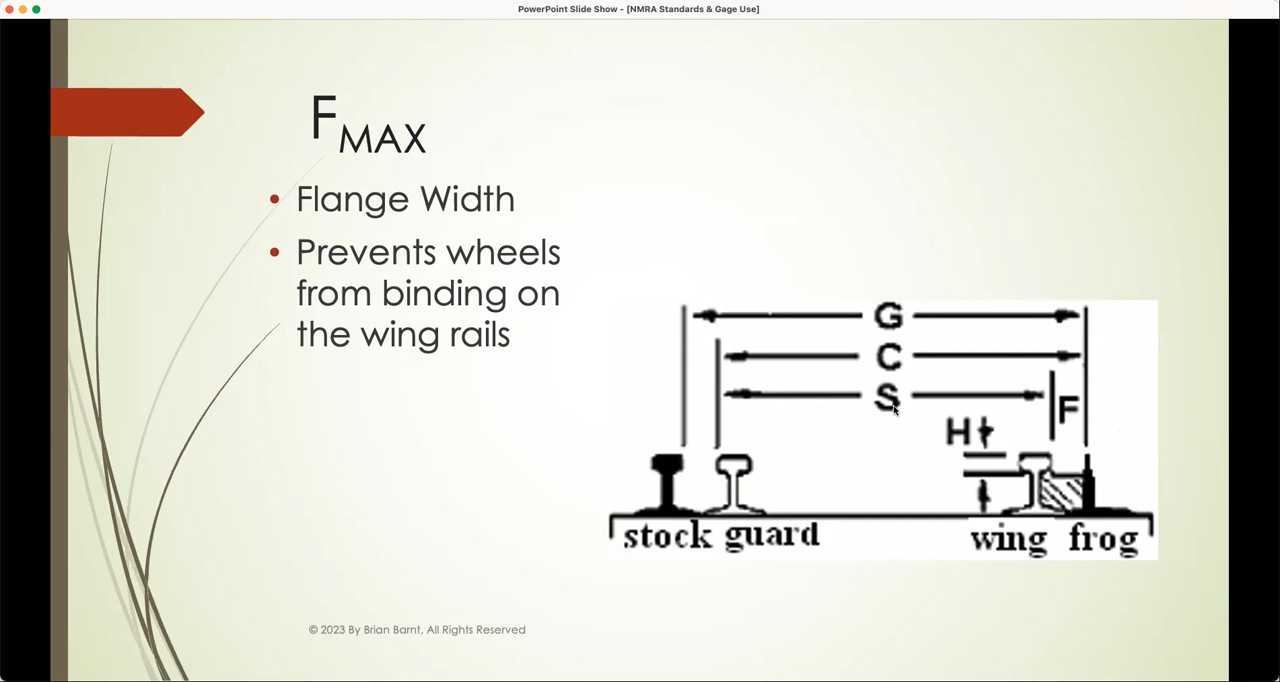 PowerPoint Slide Show - [NMRA Standards & Gage Use]
FMAX
• Flange Width
• Prevents wheels
from binding on
the wing rails
G
C
S
F
H
stock guard
wing frog
© 2023 By Brian Barnt, All Rights Reserved